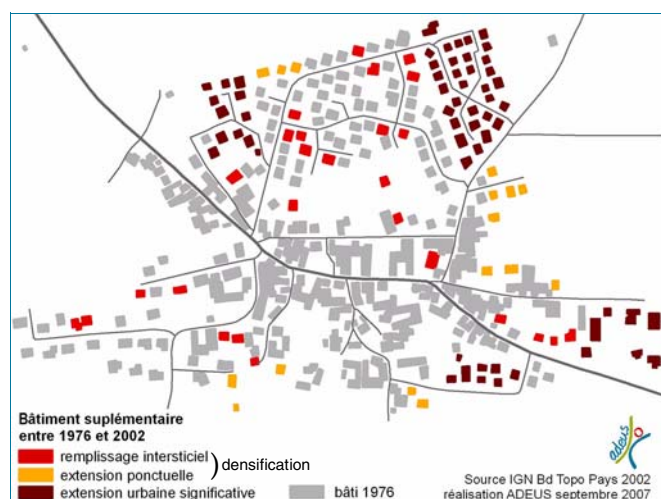 Bâtiment suplémentaire
entre 1976 et 2002
remplissage intersticiel
extension ponctuelle
) densification
extension urbaine significative
bâti 1976
adeus
Source IGN Bd Topo Pays 2002
réalisation ADEUS septembre 2007